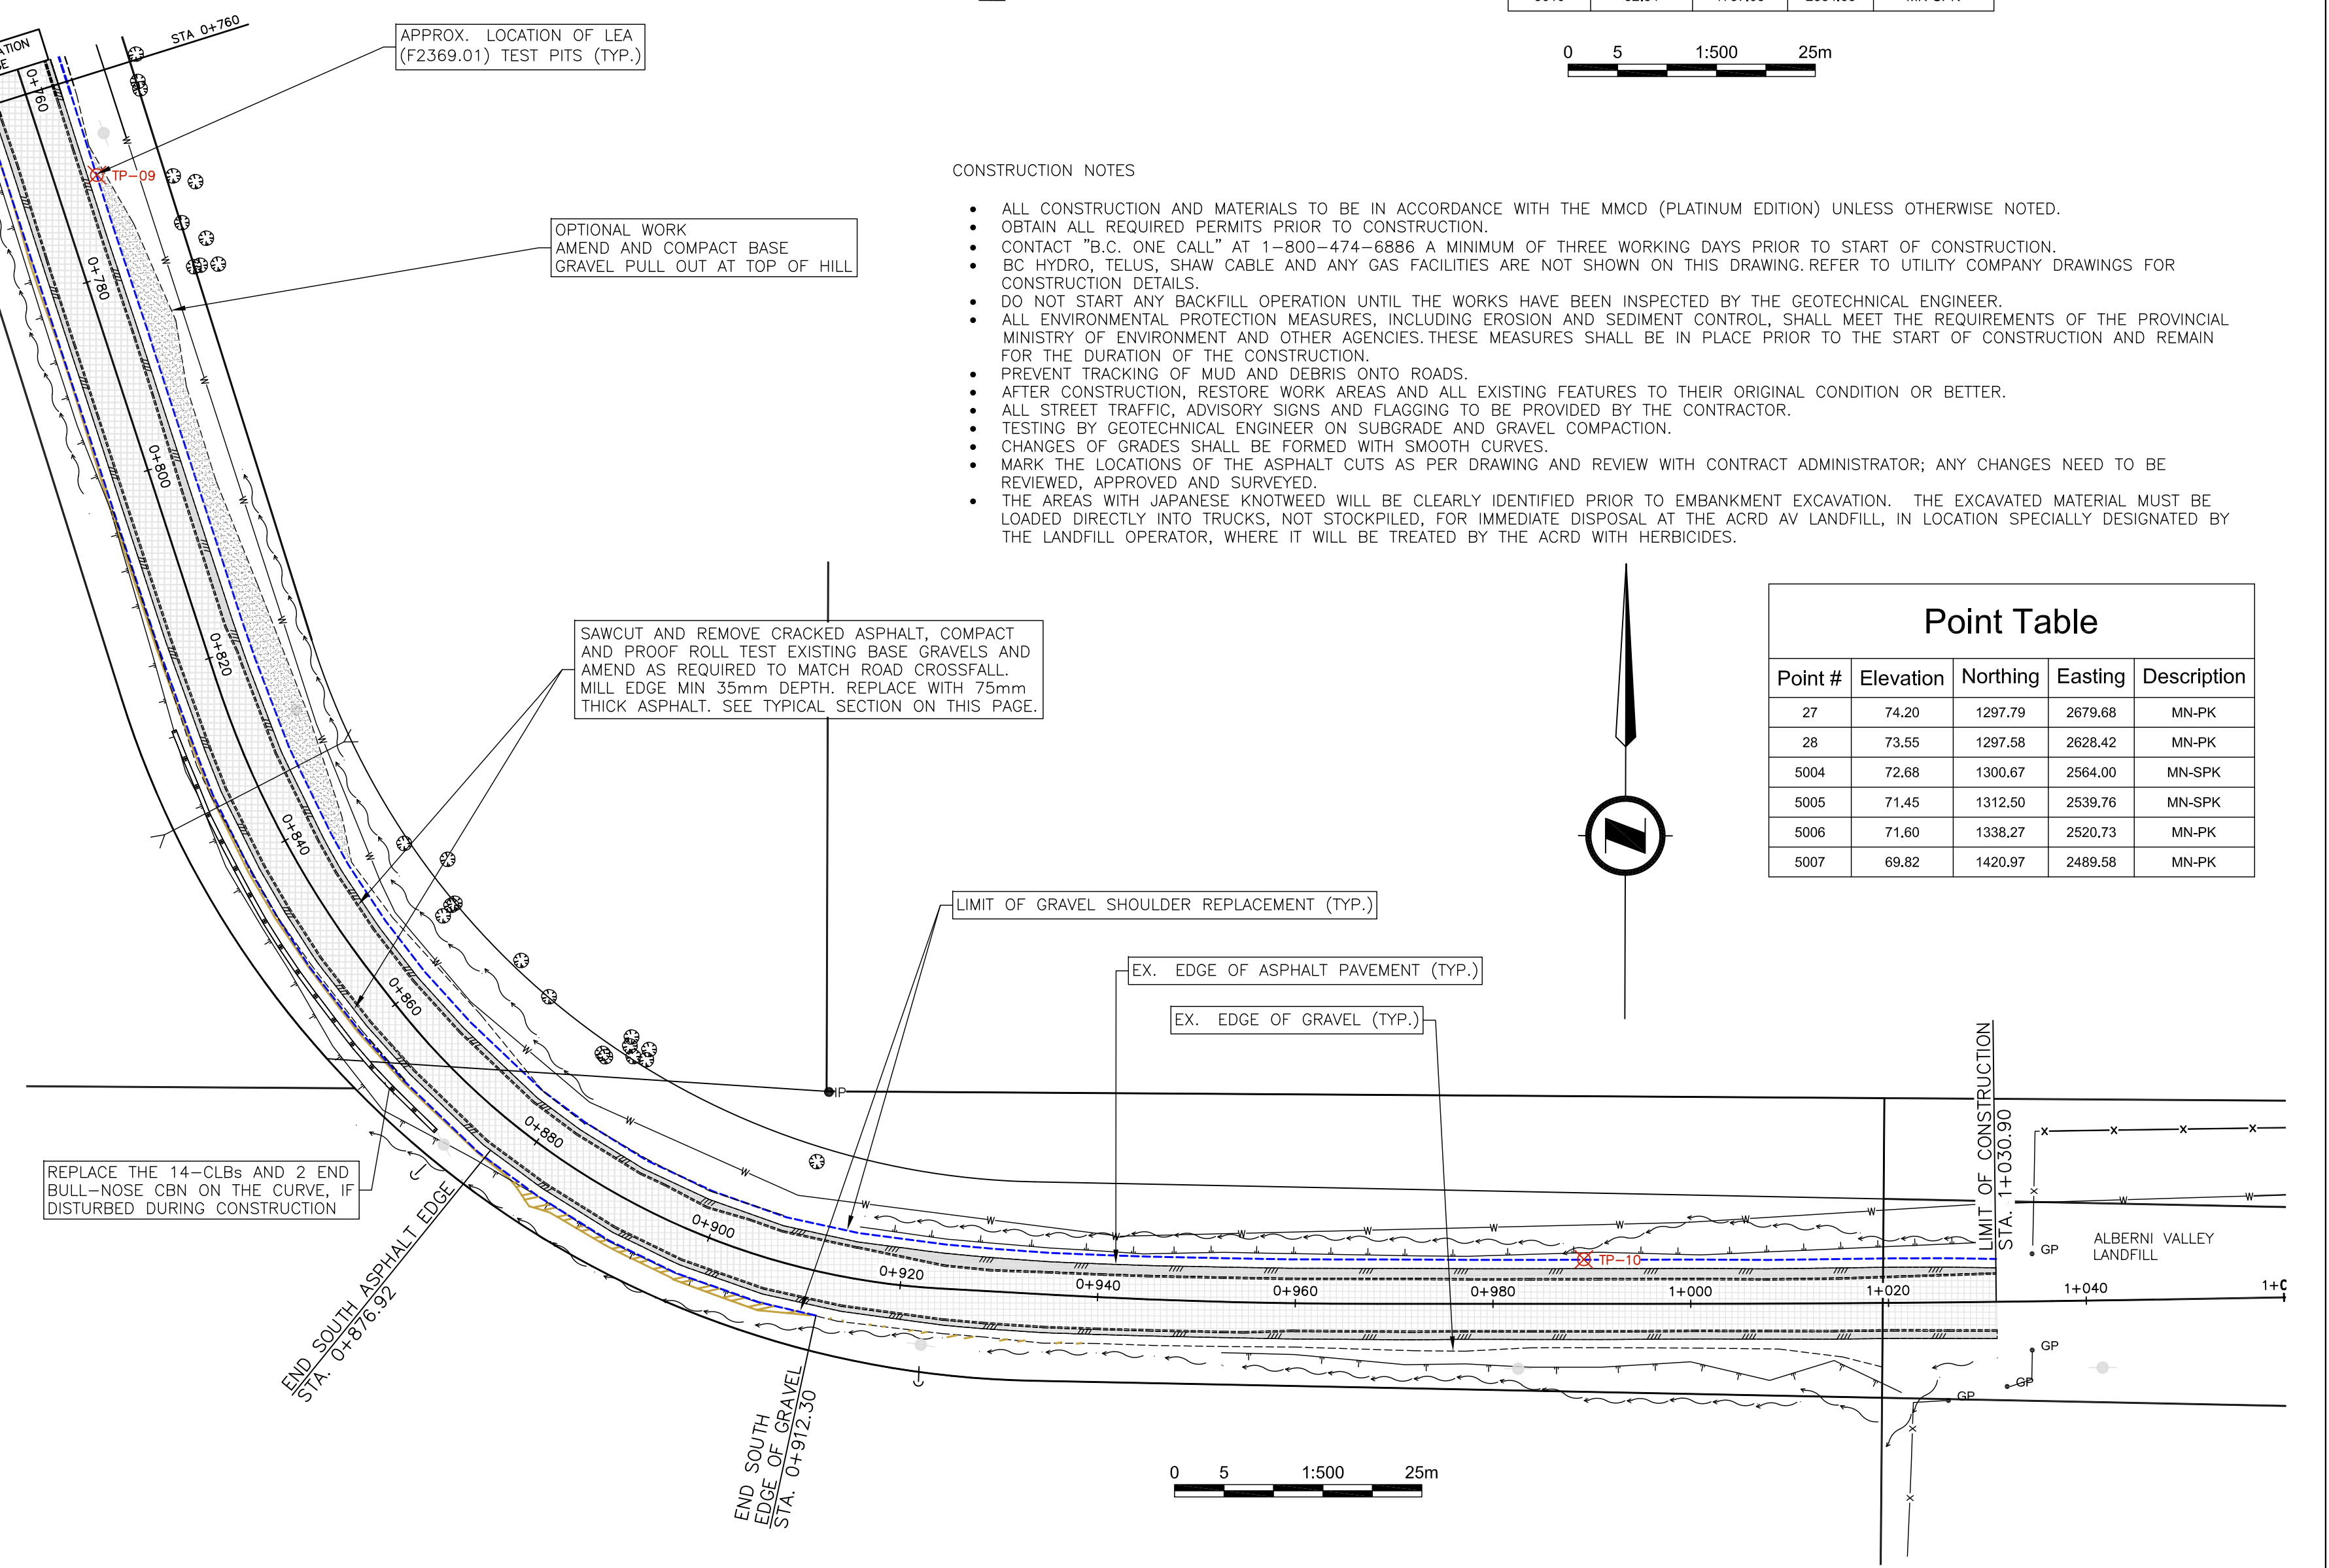 STA 0+760
0+760
APPROX. LOCATION OF LEA
(F2369.01) TEST PITS (TYP.)
0 5 1:500 25m
TP-09
OPTIONAL WORK
AMEND AND COMPACT BASE
GRAVEL PULL OUT AT TOP OF HILL
CONSTRUCTION NOTES
• ALL CONSTRUCTION AND MATERIALS TO BE IN ACCORDANCE WITH THE MMCD (PLATINUM EDITION) UNLESS OTHERWISE NOTED.
• OBTAIN ALL REQUIRED PERMITS PRIOR TO CONSTRUCTION.
• CONTACT "B.C. ONE CALL" AT 1-800-474-6886 A MINIMUM OF THREE WORKING DAYS PRIOR TO START OF CONSTRUCTION.
• BC HYDRO, TELUS, SHAW CABLE AND ANY GAS FACILITIES ARE NOT SHOWN ON THIS DRAWING. REFER TO UTILITY COMPANY DRAWINGS FOR
CONSTRUCTION DETAILS.
• DO NOT START ANY BACKFILL OPERATION UNTIL THE WORKS HAVE BEEN INSPECTED BY THE GEOTECHNICAL ENGINEER.
• ALL ENVIRONMENTAL PROTECTION MEASURES, INCLUDING EROSION AND SEDIMENT CONTROL, SHALL MEET THE REQUIREMENTS OF THE PROVINCIAL
MINISTRY OF ENVIRONMENT AND OTHER AGENCIES. THESE MEASURES SHALL BE IN PLACE PRIOR TO THE START OF CONSTRUCTION AND REMAIN
FOR THE DURATION OF THE CONSTRUCTION.
• PREVENT TRACKING OF MUD AND DEBRIS ONTO ROADS.
• AFTER CONSTRUCTION, RESTORE WORK AREAS AND ALL EXISTING FEATURES TO THEIR ORIGINAL CONDITION OR BETTER.
• ALL STREET TRAFFIC, ADVISORY SIGNS AND FLAGGING TO BE PROVIDED BY THE CONTRACTOR.
• TESTING BY GEOTECHNICAL ENGINEER ON SUBGRADE AND GRAVEL COMPACTION.
• CHANGES OF GRADES SHALL BE FORMED WITH SMOOTH CURVES.
• MARK THE LOCATIONS OF THE ASPHALT CUTS AS PER DRAWING AND REVIEW WITH CONTRACT ADMINISTRATOR; ANY CHANGES NEED TO BE
REVIEWED, APPROVED AND SURVEYED.
• THE AREAS WITH JAPANESE KNOTWEED WILL BE CLEARLY IDENTIFIED PRIOR TO EMBANKMENT EXCAVATION. THE EXCAVATED MATERIAL MUST BE
LOADED DIRECTLY INTO TRUCKS, NOT STOCKPILED, FOR IMMEDIATE DISPOSAL AT THE ACRD AV LANDFILL, IN LOCATION SPECIALLY DESIGNATED BY
THE LANDFILL OPERATOR, WHERE IT WILL BE TREATED BY THE ACRD WITH HERBICIDES.
0+780
0+800
0+820
0+840
0+860
0+880
0+900
0+920
0+940
0+960
0+980
1+000
1+020
1+040
SAWCUT AND REMOVE CRACKED ASPHALT, COMPACT
AND PROOF ROLL TEST EXISTING BASE GRAVELS AND
AMEND AS REQUIRED TO MATCH ROAD CROSSFALL.
MILL EDGE MIN 35mm DEPTH. REPLACE WITH 75mm
THICK ASPHALT. SEE TYPICAL SECTION ON THIS PAGE.
Point Table
Point # Elevation Northing Easting Description
27 74.20 1297.79 2679.68 MN-PK
28 73.55 1297.58 2628.42 MN-PK
5004 72.68 1300.67 2564.00 MN-SPK
5005 71.45 1312.50 2539.76 MN-SPK
5006 71.60 1338.27 2520.73 MN-PK
5007 69.82 1420.97 2489.58 MN-PK
LIMIT OF GRAVEL SHOULDER REPLACEMENT (TYP.)
EX. EDGE OF ASPHALT PAVEMENT (TYP.)
EX. EDGE OF GRAVEL (TYP.)
IP
LIMIT OF CONSTRUCTION
STA. 1+030.90
REPLACE THE 14-CLBs AND 2 END
BULL-NOSE CBN ON THE CURVE, IF
DISTURBED DURING CONSTRUCTION
END SOUTH ASPHALT EDGE
STA. 0+876.92
TP-10
GP
ALBERNI VALLEY
LANDFILL
GP
GP
GP
END SOUTH
EDGE OF GRAVEL
STA. 0+912.30
0 5 1:500 25m